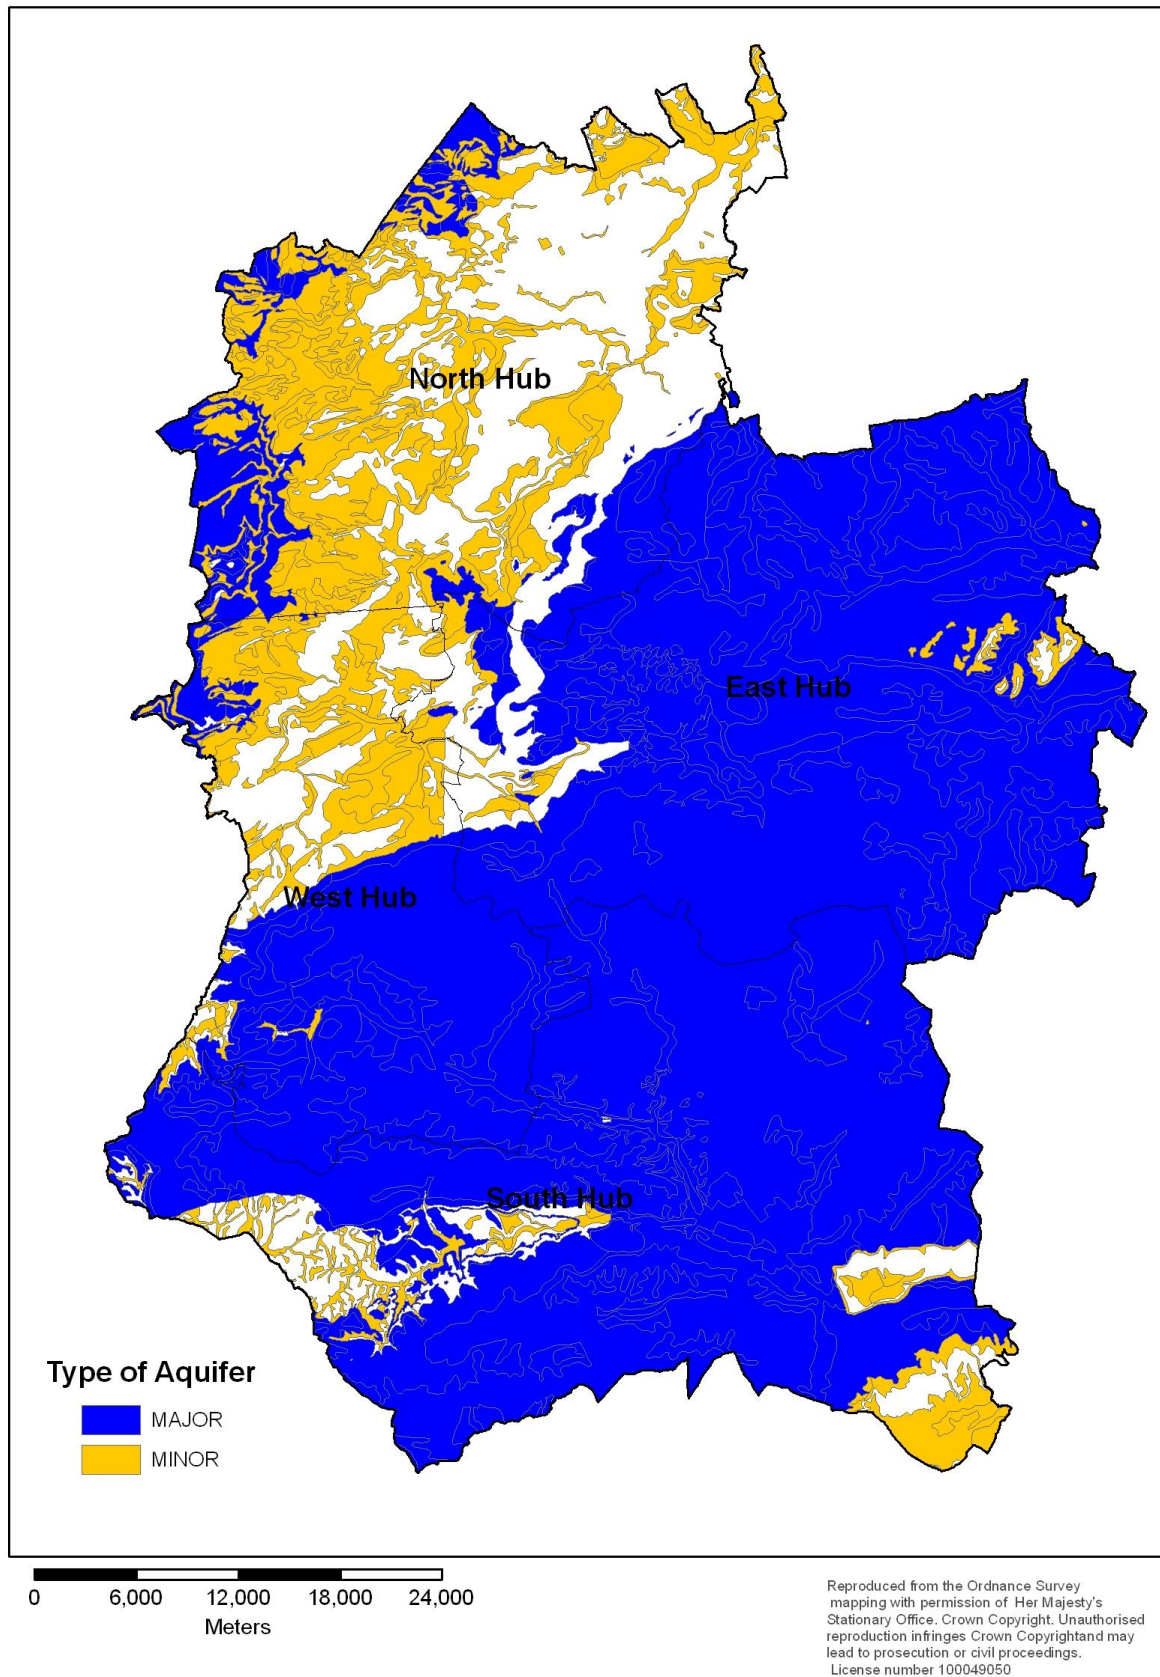 North Hub
East Hub
West Hub
South Hub
Type of Aquifer
MAJOR
MINOR
0 6,000 12,000 18,000 24,000
Meters
Reproduced from the Ordnance Survey
mapping with permission of Her Majesty's
Stationary Office. Crown Copyright. Unauthorised
reproduction infringes Crown Copyrightand may
lead to prosecution or civil proceedings.
License number 100049050